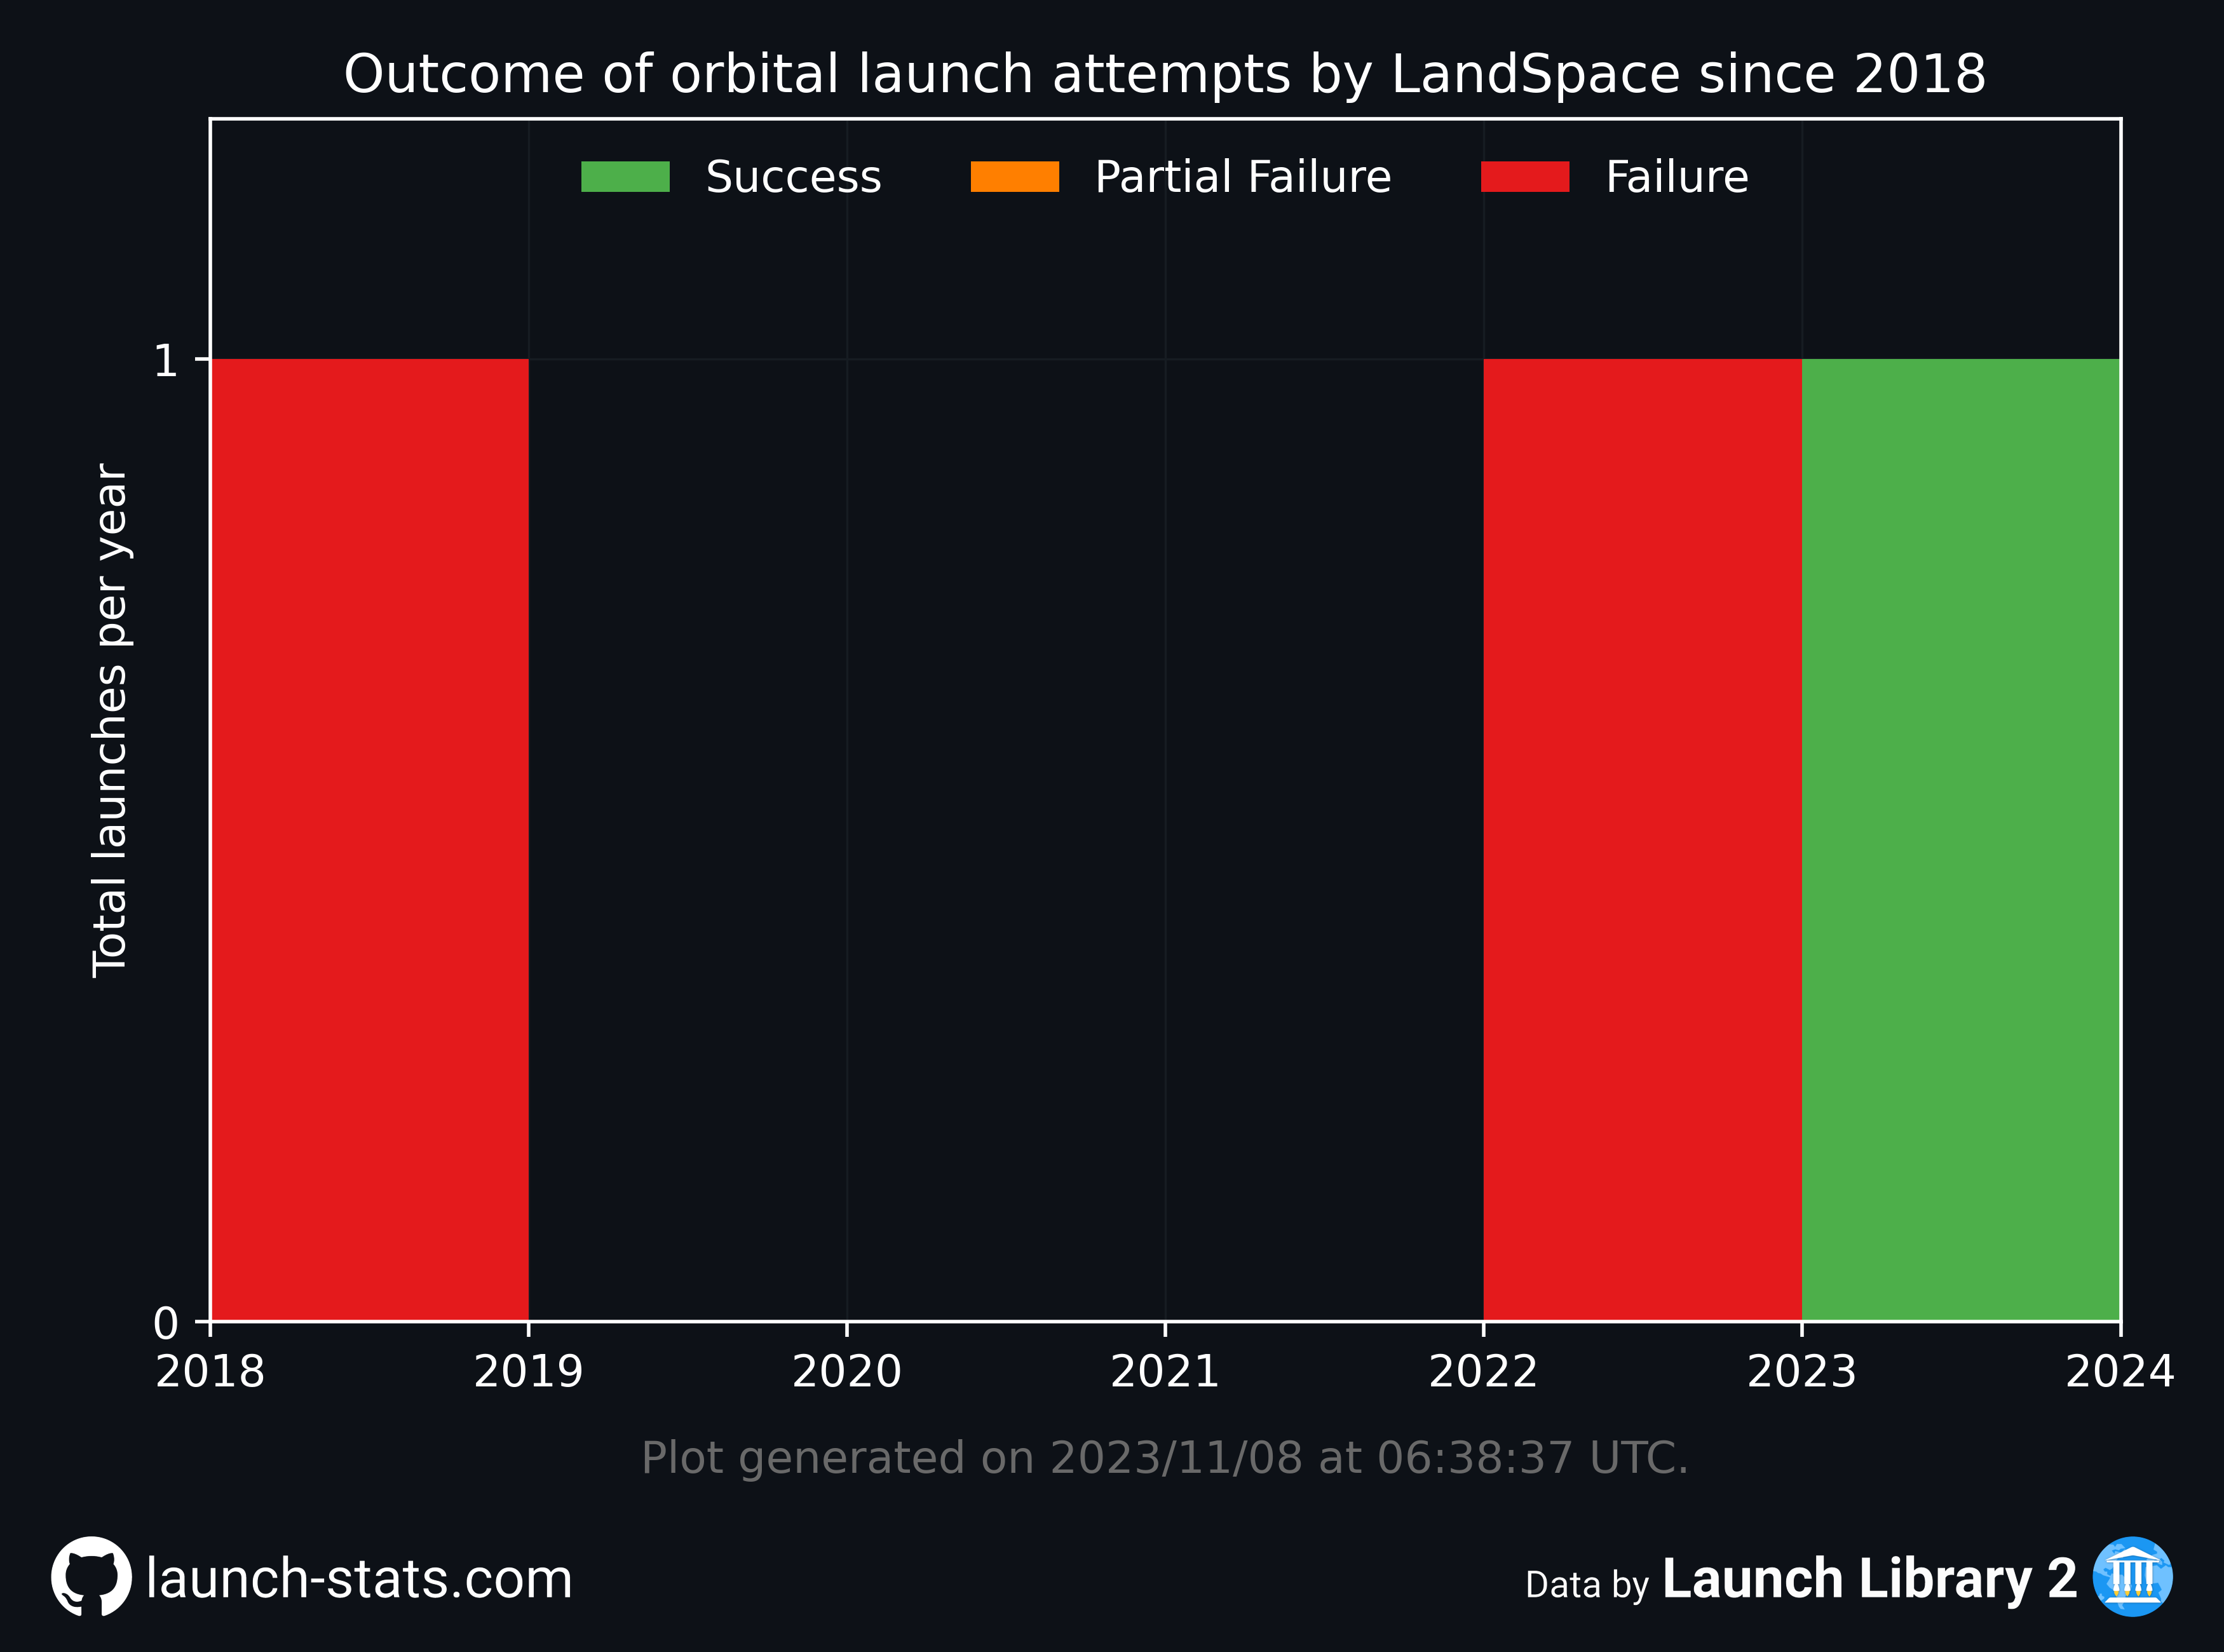 Outcome of orbital launch attempts by LandSpace since 2018
Success Partial Failure Failure
Total launches per year
1
0
2018 2019 2020 2021 2022 2023 2024
Plot generated on 2023/11/08 at 06:38:37 UTC.
launch-stats.com
Data by Launch Library 2